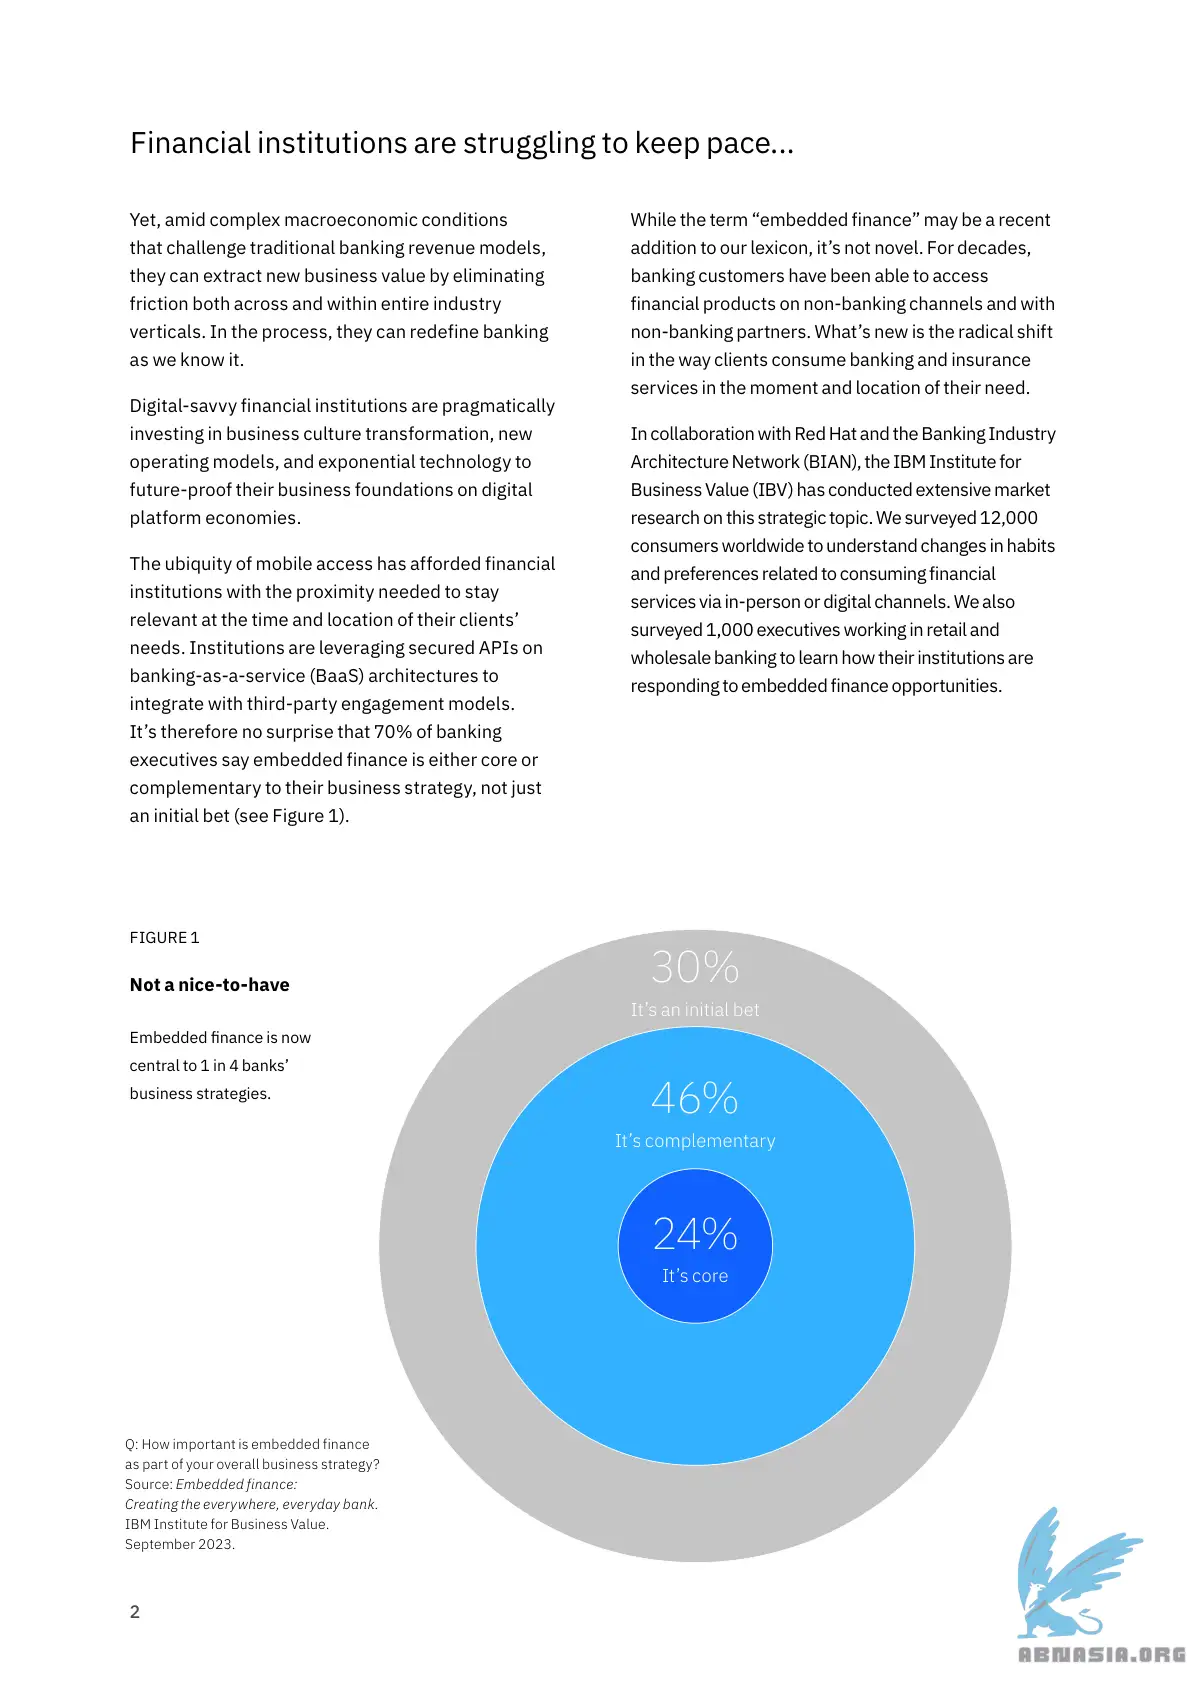 Financial institutions are struggling to keep pace...
Yet, amid complex macroeconomic conditions
that challenge traditional banking revenue models,
they can extract new business value by eliminating
friction both across and within entire industry
verticals. In the process, they can redefine banking
as we know it.
Digital-savvy financial institutions are pragmatically
investing in business culture transformation, new
operating models, and exponential technology to
future-proof their business foundations on digital
platform economies.
The ubiquity of mobile access has afforded financial
institutions with the proximity needed to stay
relevant at the time and location of their clients’
needs. Institutions are leveraging secured APIs on
banking-as-a-service (BaaS) architectures to
integrate with third-party engagement models.
It’s therefore no surprise that 70% of banking
executives say embedded finance is either core or
complementary to their business strategy, not just
an initial bet (see Figure 1).
While the term “embedded finance” may be a recent
addition to our lexicon, it’s not novel. For decades,
banking customers have been able to access
financial products on non-banking channels and with
non-banking partners. What’s new is the radical shift
in the way clients consume banking and insurance
services in the moment and location of their need.
In collaboration with Red Hat and the Banking Industry
Architecture Network (BIAN), the IBM Institute for
Business Value (IBV) has conducted extensive market
research on this strategic topic. We surveyed 12,000
consumers worldwide to understand changes in habits
and preferences related to consuming financial
services via in-person or digital channels. We also
surveyed 1,000 executives working in retail and
wholesale banking to learn how their institutions are
responding to embedded finance opportunities.
FIGURE 1
Not a nice-to-have
Embedded finance is now
central to 1 in 4 banks’
business strategies.
30%
It’s an initial bet
46%
It’s complementary
24%
It’s core
Q: How important is embedded finance
as part of your overall business strategy?
Source: Embedded finance:
Creating the everywhere, everyday bank.
IBM Institute for Business Value.
September 2023.
2
ABNASIA.ORG